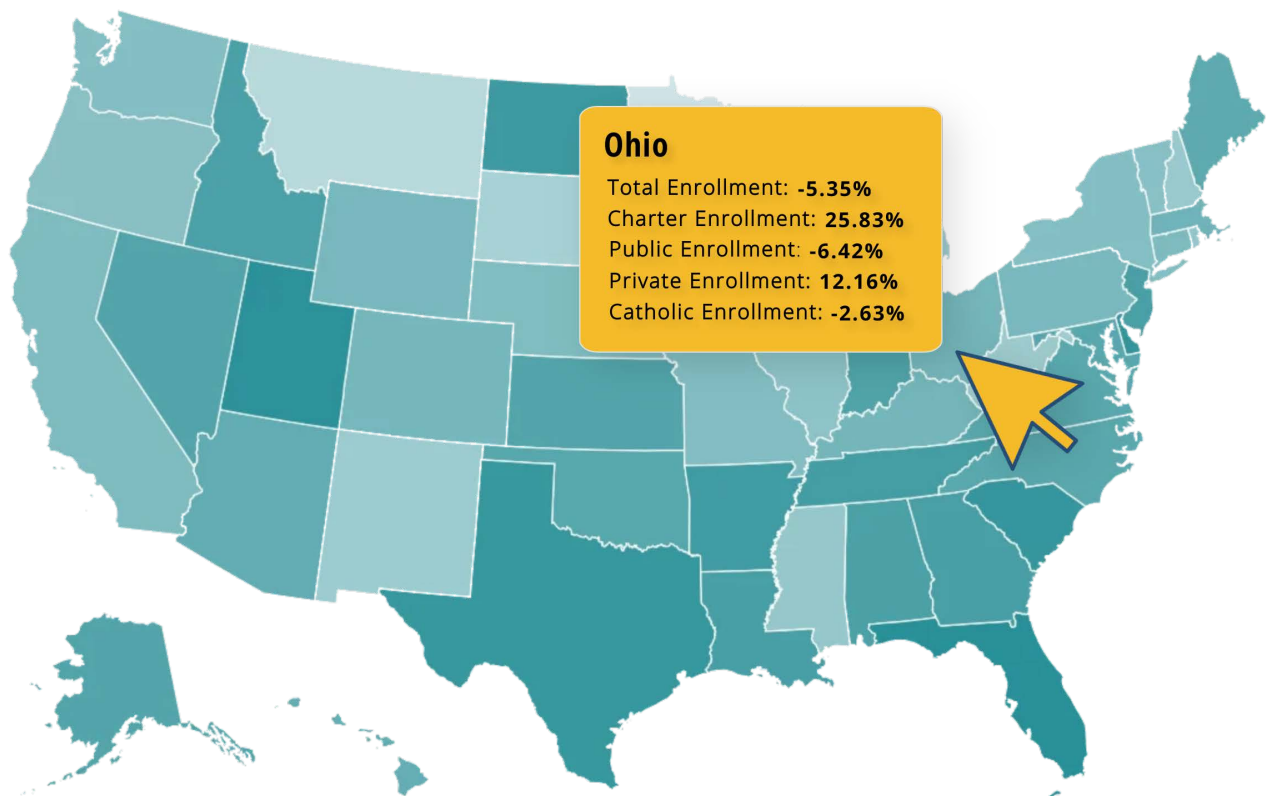 Ohio
Total Enrollment: -5.35%
Charter Enrollment: 25.83%
Public Enrollment: -6.42%
Private Enrollment: 12.16%
Catholic Enrollment: -2.63%